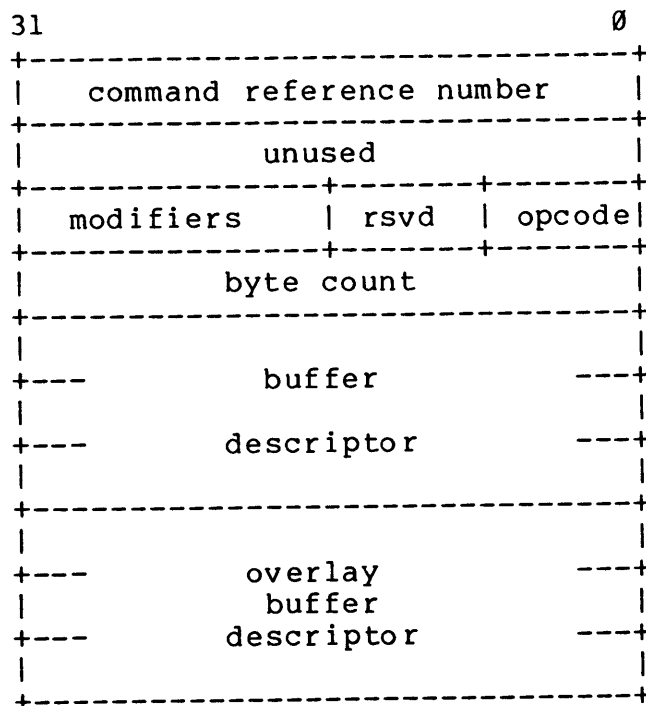 31 0
command reference number
unused
modifiers | rsvd | opcode
byte count
buffer
descriptor
overlay
buffer
descriptor